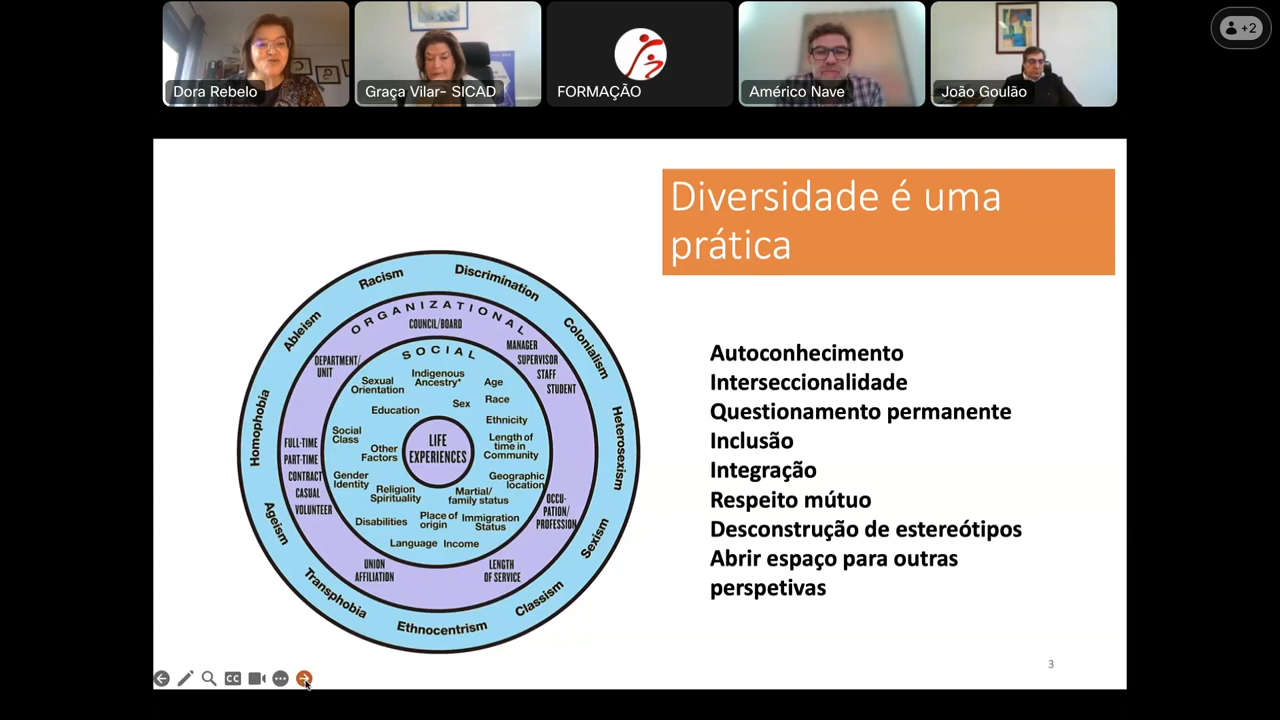 +2
Dora Rebelo
Graça Vilar- SICAD
FORMAÇÃO
Américo Nave
João Goulão
Diversidade é uma
prática
Racism
Discrimination
Ableism
Colonialism
Homophobia
Heterosexism
Ageism
Sexism
Transphobia
Classism
Ethnocentrism
ORGANIZATIONAL
COUNCIL/BOARD
DEPARTMENT/
UNIT
MANAGER
SUPERVISOR
STAFF
STUDENT
FULL-TIME
PART-TIME
CONTRACT
CASUAL
VOLUNTEER
OCCU-
PATION/
PROFESSION
UNION
AFFILIATION
LENGTH
OF SERVICE
SOCIAL
Indigenous
Ancestry*
Sexual
Orientation
Age
Education
Sex
Race
Ethnicity
Social
Class
Other
Factors
Length of
time in
Community
Gender
Identity
Religion
Spirituality
Geographic
location
Martial/
family status
Disabilities
Place of
origin
Immigration
Status
Language
Income
LIFE
EXPERIENCES
Autoconhecimento
Interseccionalidade
Questionamento permanente
Inclusão
Integração
Respeito mútuo
Desconstrução de estereótipos
Abrir espaço para outras
perspetivas
3
CC